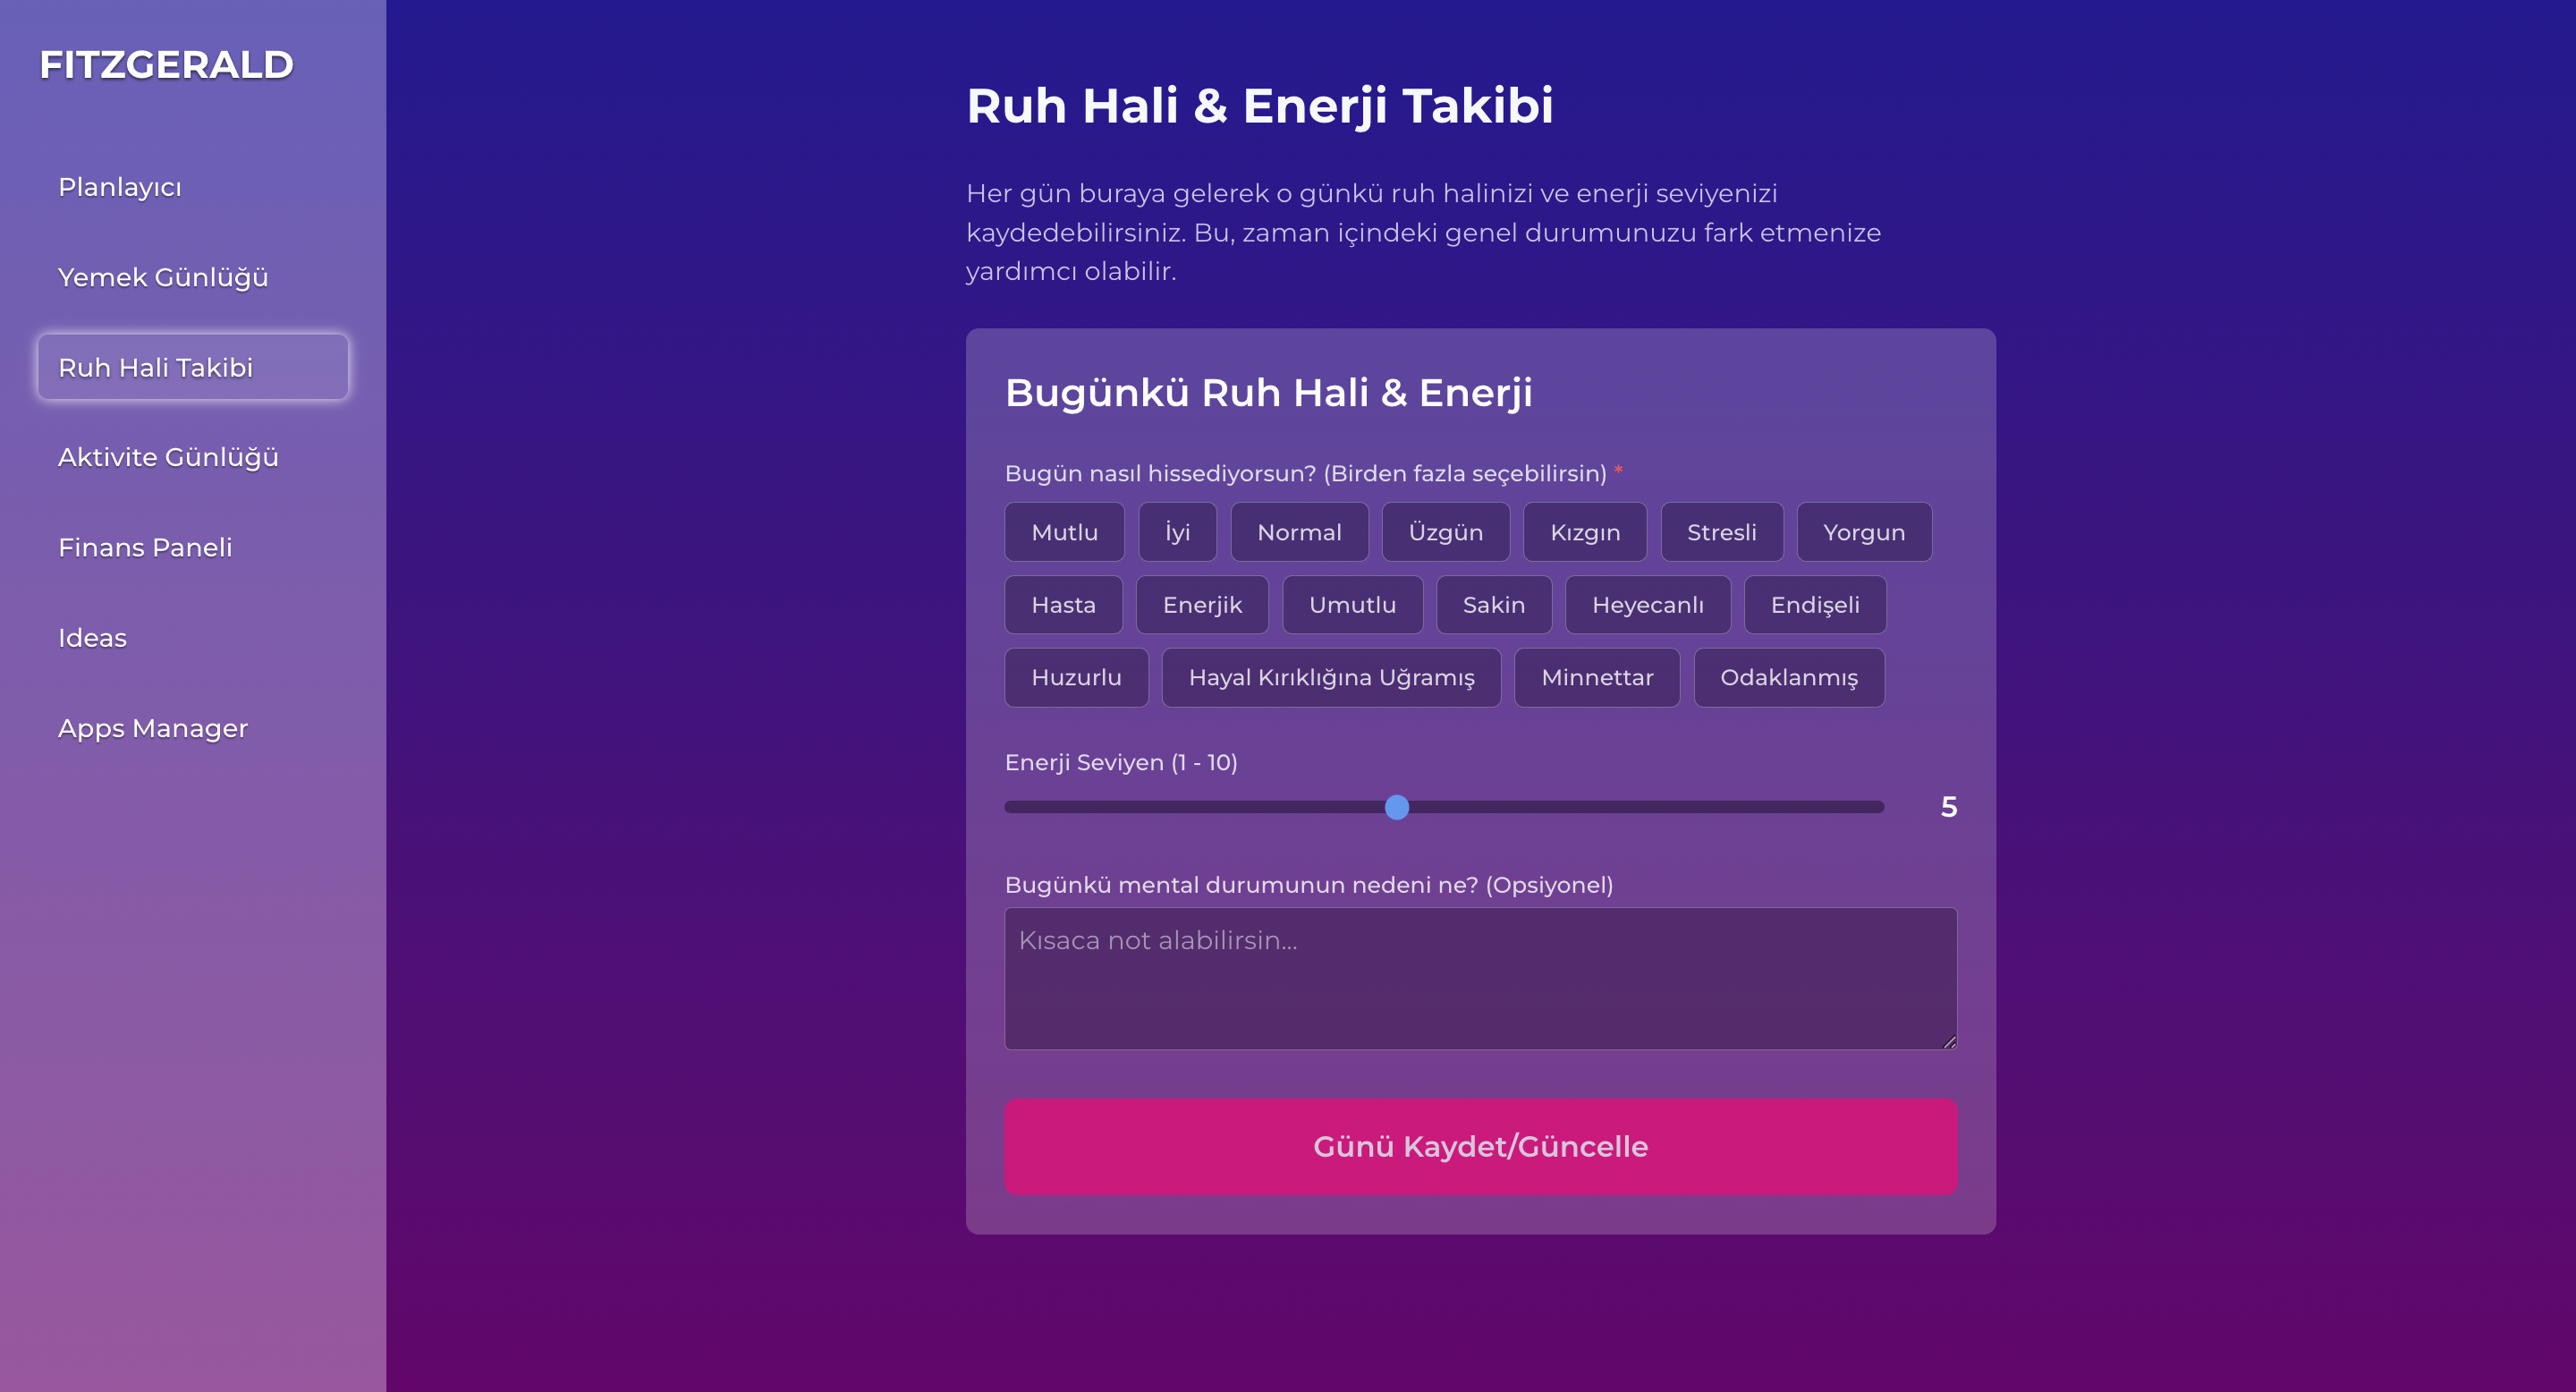 FITZGERALD
Planlayıcı
Yemek Günlüğü
Ruh Hali Takibi
Aktivite Günlüğü
Finans Paneli
Ideas
Apps Manager
Ruh Hali & Enerji Takibi
Her gün buraya gelerek o günkü ruh halinizi ve enerji seviyenizi
kaydedebilirsiniz. Bu, zaman içindeki genel durumunuzu fark etmenize
yardımcı olabilir.
Bugünkü Ruh Hali & Enerji
Bugün nasıl hissediyorsun? (Birden fazla seçebilirsin) *
Mutlu İyi Normal Üzgün Kızgın Stresli Yorgun
Hasta Enerjik Umutlu Sakin Heyecanlı Endişeli
Huzurlu Hayal Kırıklığına Uğramış Minnettar Odaklanmış
Enerji Seviyen (1 - 10)
5
Bugünkü mental durumunun nedeni ne? (Opsiyonel)
Kısaca not alabilirsin...
Günü Kaydet/Güncelle